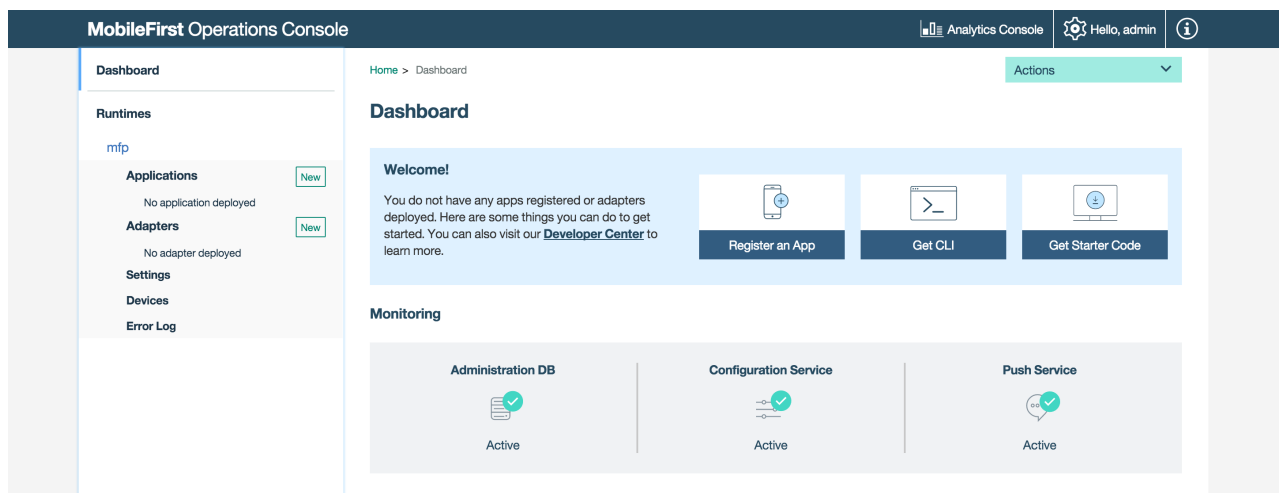 MobileFirst Operations Console
Analytics Console
Hello, admin
Dashboard
Runtimes
mfp
Applications New
No application deployed
Adapters New
No adapter deployed
Settings
Devices
Error Log
Home > Dashboard
Actions
Dashboard
Welcome!
You do not have any apps registered or adapters
deployed. Here are some things you can do to get
started. You can also visit our Developer Center to
learn more.
Register an App
Get CLI
Get Starter Code
Monitoring
Administration DB
Active
Configuration Service
Active
Push Service
Active